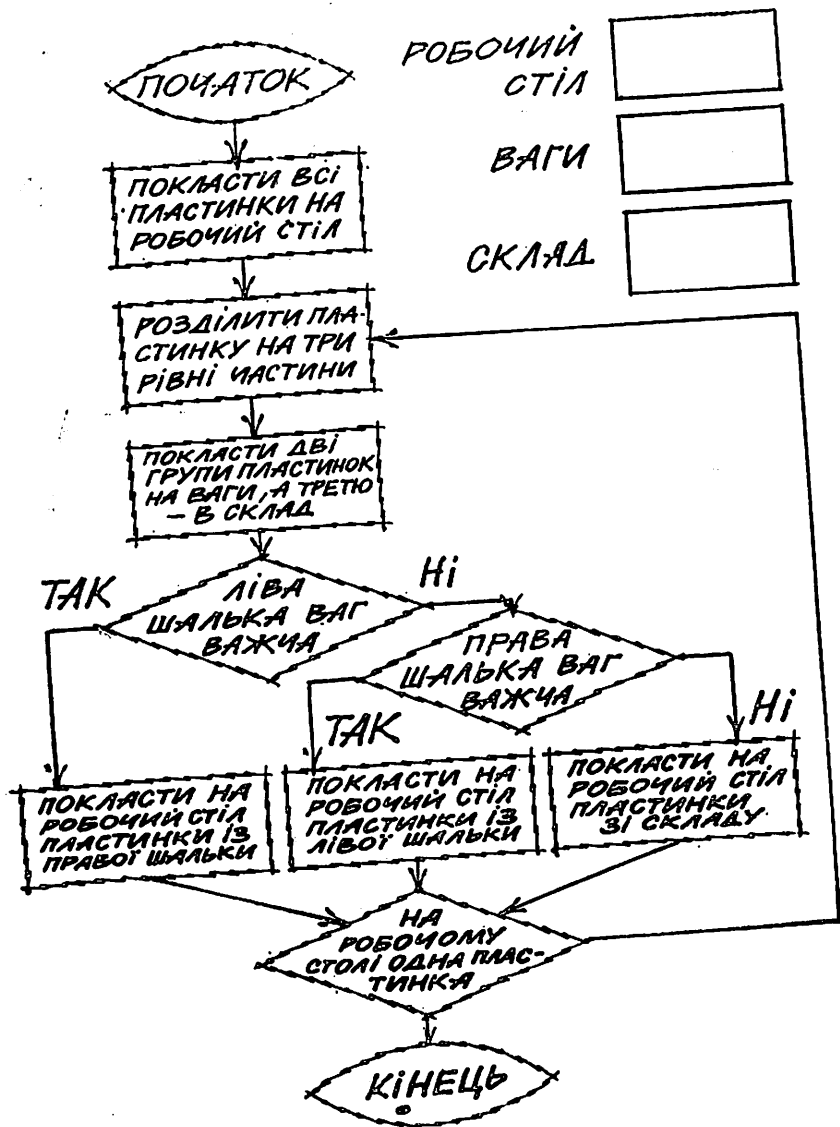 ПОЧАТОК
РОБОЧИЙ
СТІЛ
ВАГИ
СКЛАД
ПОКЛАСТИ ВСІ
ПЛАСТИНКИ НА
РОБОЧИЙ СТІЛ
РОЗДІЛИТИ ПЛА-
СТИНКУ НА ТРИ
РІВНІ ЧАСТИНИ
ПОКЛАСТИ ДВІ
ГРУПИ ПЛАСТИНОК
НА ВАГИ, А ТРЕТЮ
— В СКЛАД
ТАК
ЛІВА
ШАЛЬКА ВАГ
ВАЖЧА
Ні
ПРАВА
ШАЛЬКА ВАГ
ВАЖЧА
ТАК
Ні
ПОКЛАСТИ НА
РОБОЧИЙ СТІЛ
ПЛАСТИНКИ ІЗ
ПРАВОЇ ШАЛЬКИ
ПОКЛАСТИ НА
РОБОЧИЙ СТІЛ
ПЛАСТИНКИ ІЗ
ЛІВОЇ ШАЛЬКИ
ПОКЛАСТИ НА
РОБОЧИЙ СТІЛ
ПЛАСТИНКИ
ЗІ СКЛАДУ
НА
РОБОЧОМУ
СТОЛІ ОДНА ПЛАС-
ТИНКА
КІНЕЦЬ